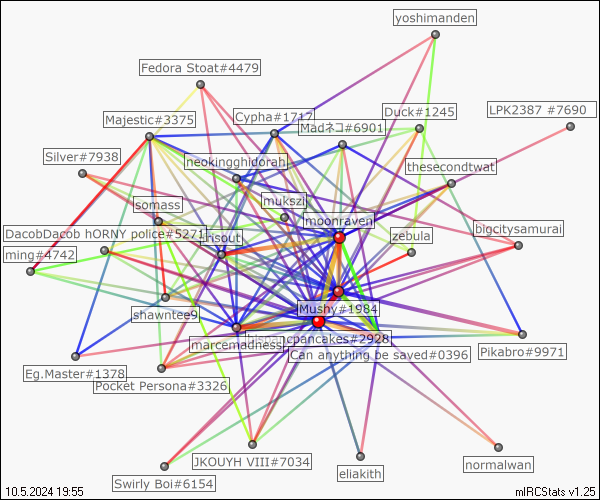 yoshimanden
Fedora Stoat#4479
Majestic#3375
Cypha#1717
Duck#1245
LPK2387 #7690
Madネコ#6901
Silver#7938
neokingghidorah
thesecondtwat
somass
mukszi
moonraven
DacobDacob hORNY police#5271
hsout
zebula
bigcitysamurai
ming#4742
shawntee9
Mushy#1984
marcemadness
pancpancakes#2928
Can anything be saved#0396
Pikabro#9971
Eg.Master#1378
Pocket Persona#3326
JKOUYH VIII#7034
Swirly Boi#6154
eliakith
normalwan
10.5.2024 19:55
mIRCStats v1.25